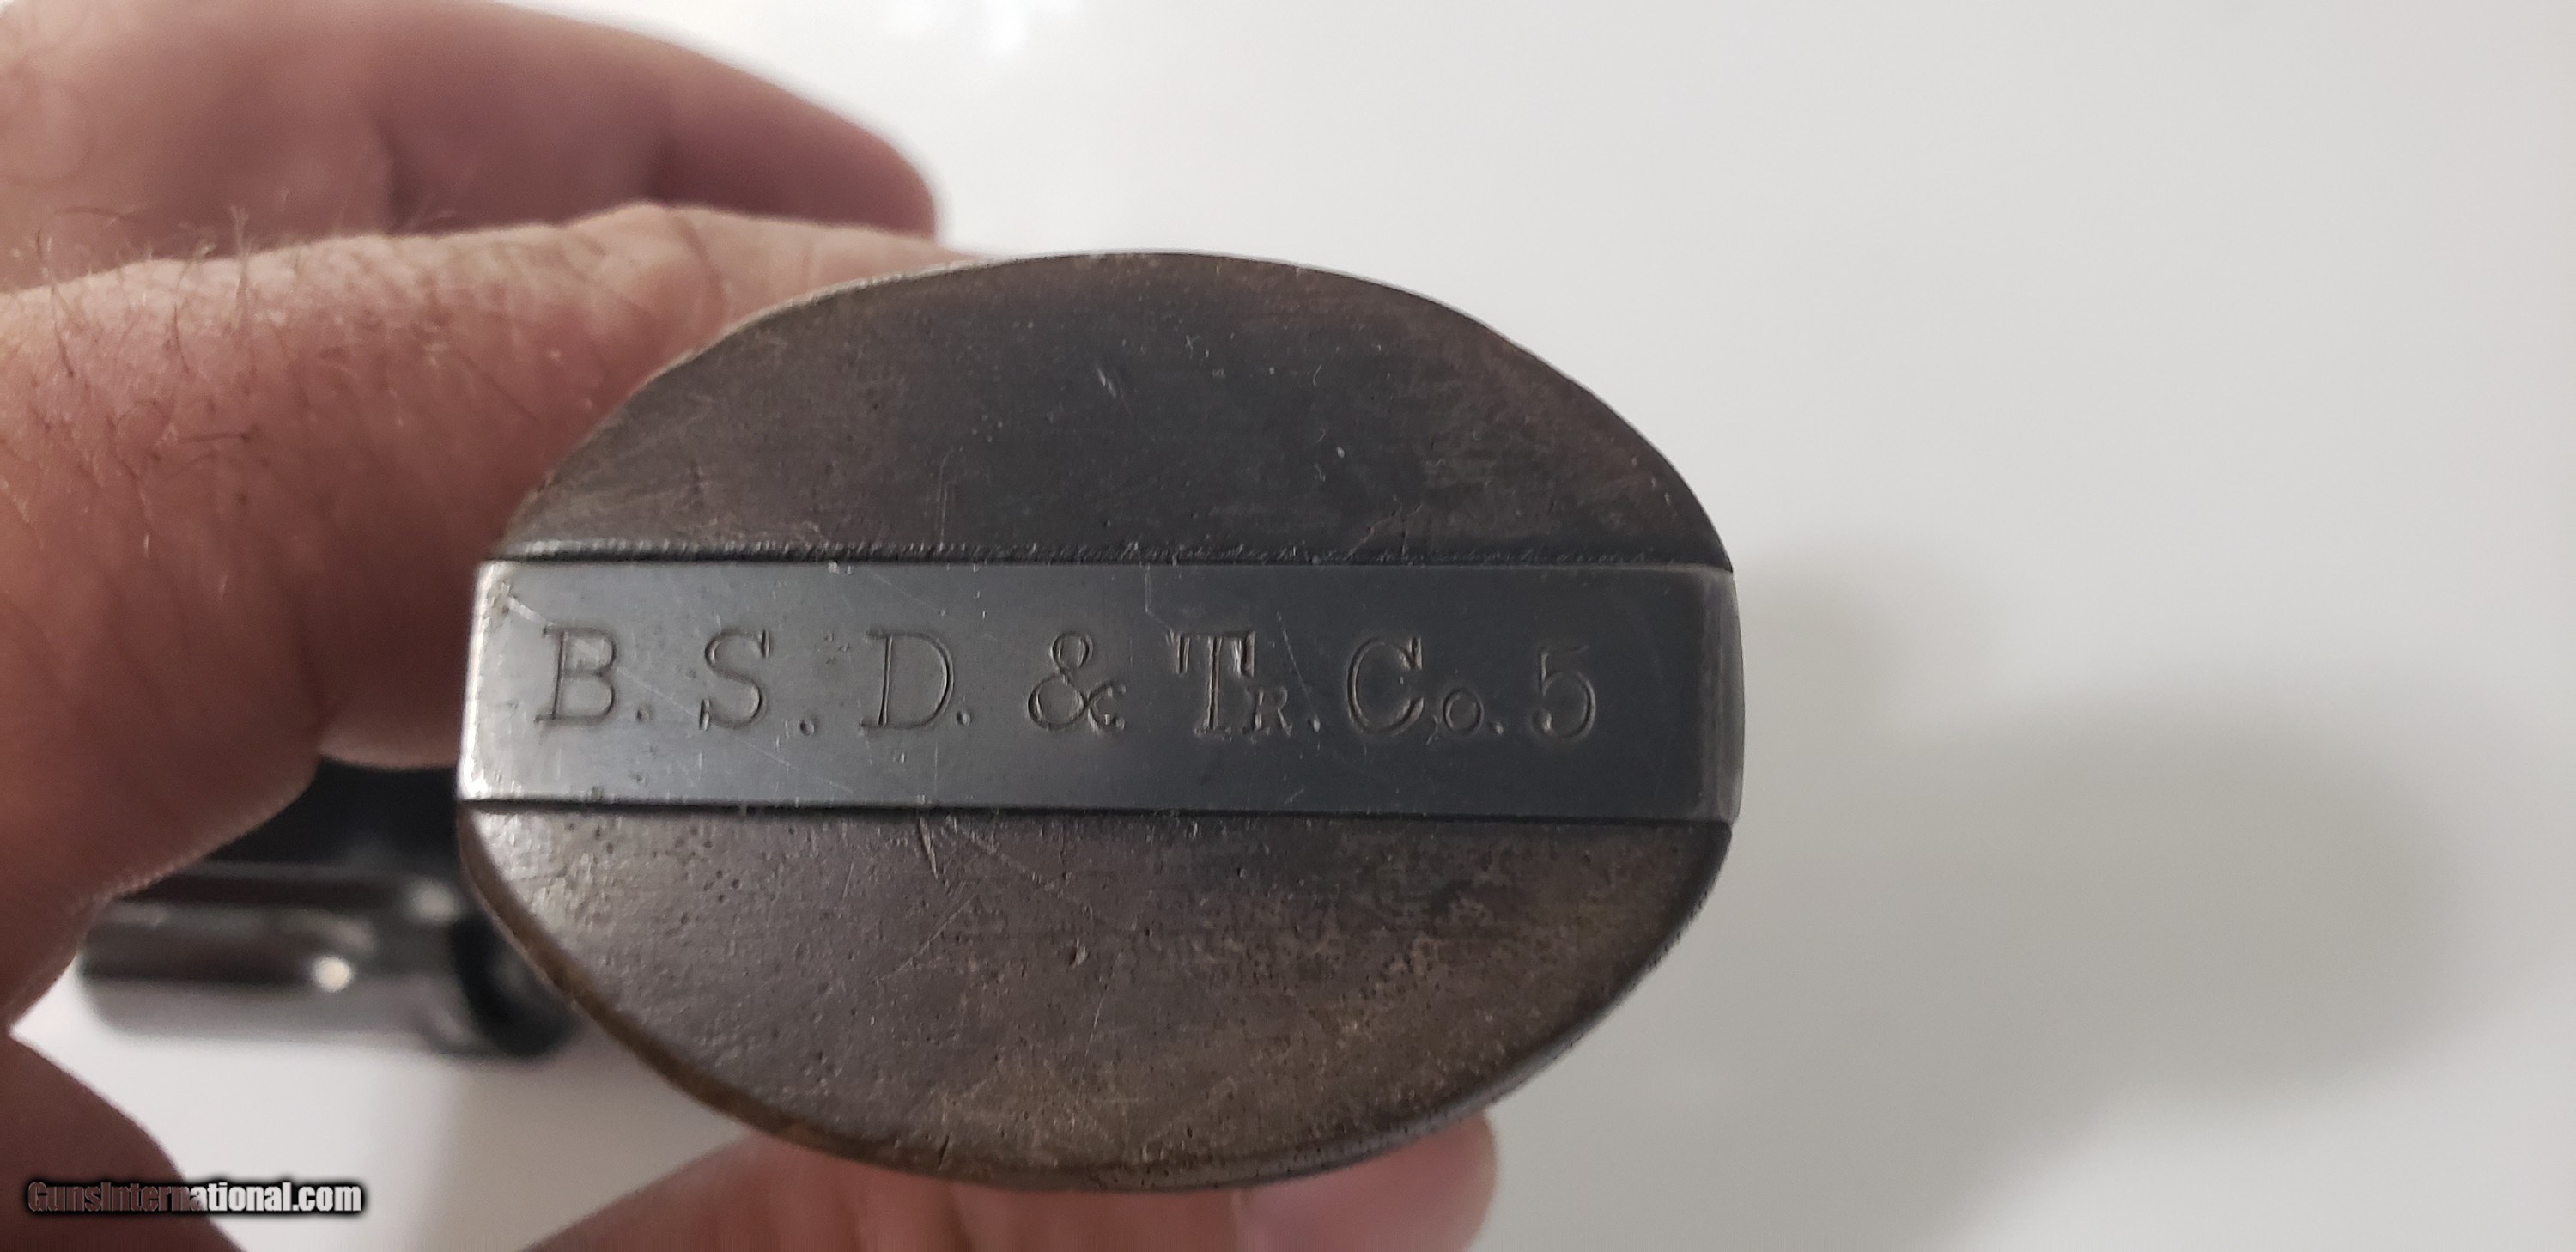 B. S. D. & TR. Co. 5
GunsInternational.com